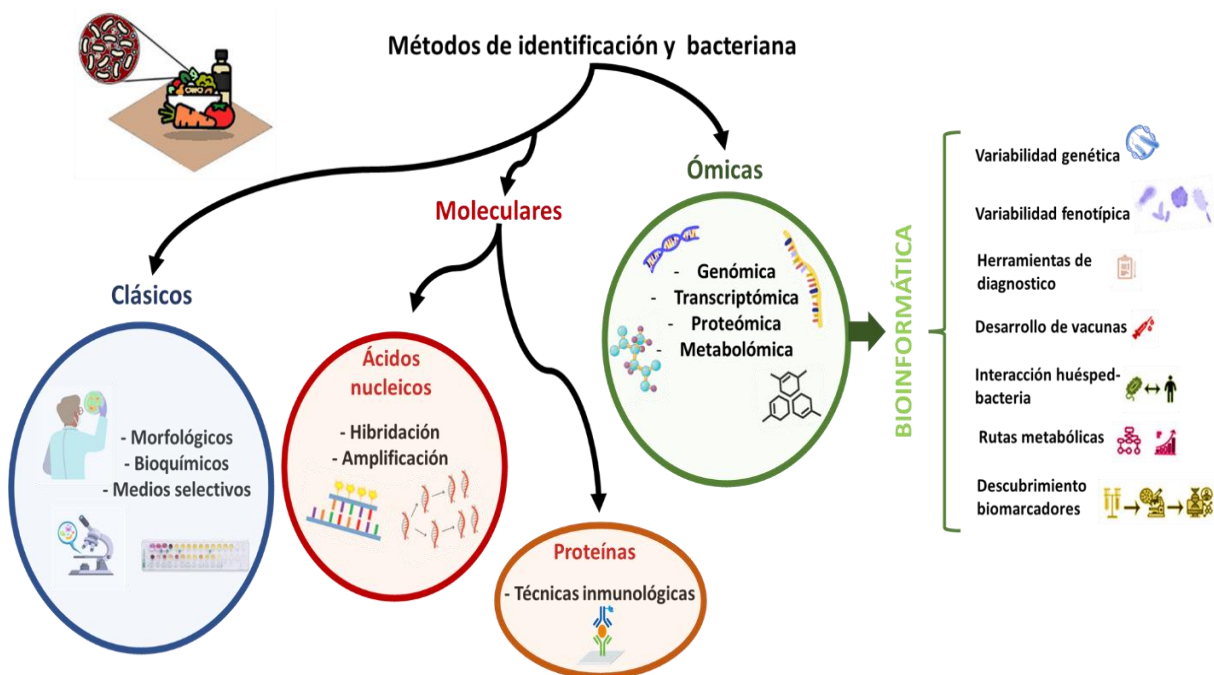 Métodos de identificación y bacteriana
Clásicos
- Morfológicos
- Bioquímicos
- Medios selectivos
Moleculares
Ácidos
nucleicos
- Hibridación
- Amplificación
Proteínas
- Técnicas inmunológicas
Ómicas
- Genómica
- Transcriptómica
- Proteómica
- Metabolómica
BIOINFORMÁTICA
Variabilidad genética
Variabilidad fenotípica
Herramientas de
diagnostico
Desarrollo de vacunas
Interacción huésped-
bacteria
Rutas metabólicas
Descubrimiento
biomarcadores